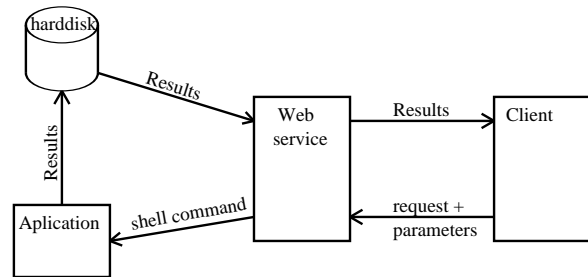 harddisk
Results
Web
service
Results
Client
Results
Aplication
shell command
request +
parameters